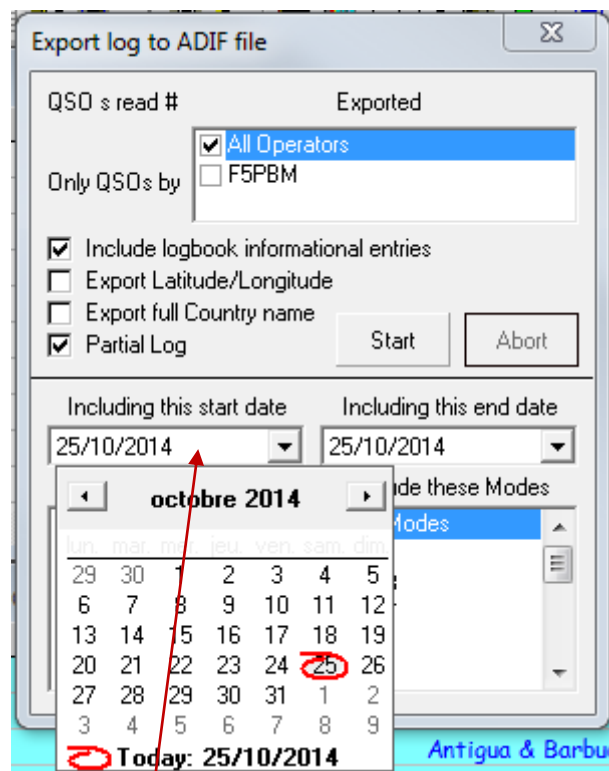 Export log to ADIF file
QSO s read # Exported
All Operators
Only QSOs by F5PBM
Include logbook informational entries
Export Latitude/Longitude
Export full Country name
Partial Log Start Abort
Including this start date Including this end date
25/10/2014 25/10/2014
octobre 2014 these Modes
Modes
lun. mar. mer. jeu. ven. sam. dim.
29 30 1 2 3 4 5
6 7 8 9 10 11 12
13 14 15 16 17 18 19
20 21 22 23 24 25 26
27 28 29 30 31 1 2
3 4 5 6 7 8 9
Today: 25/10/2014
Antigua &